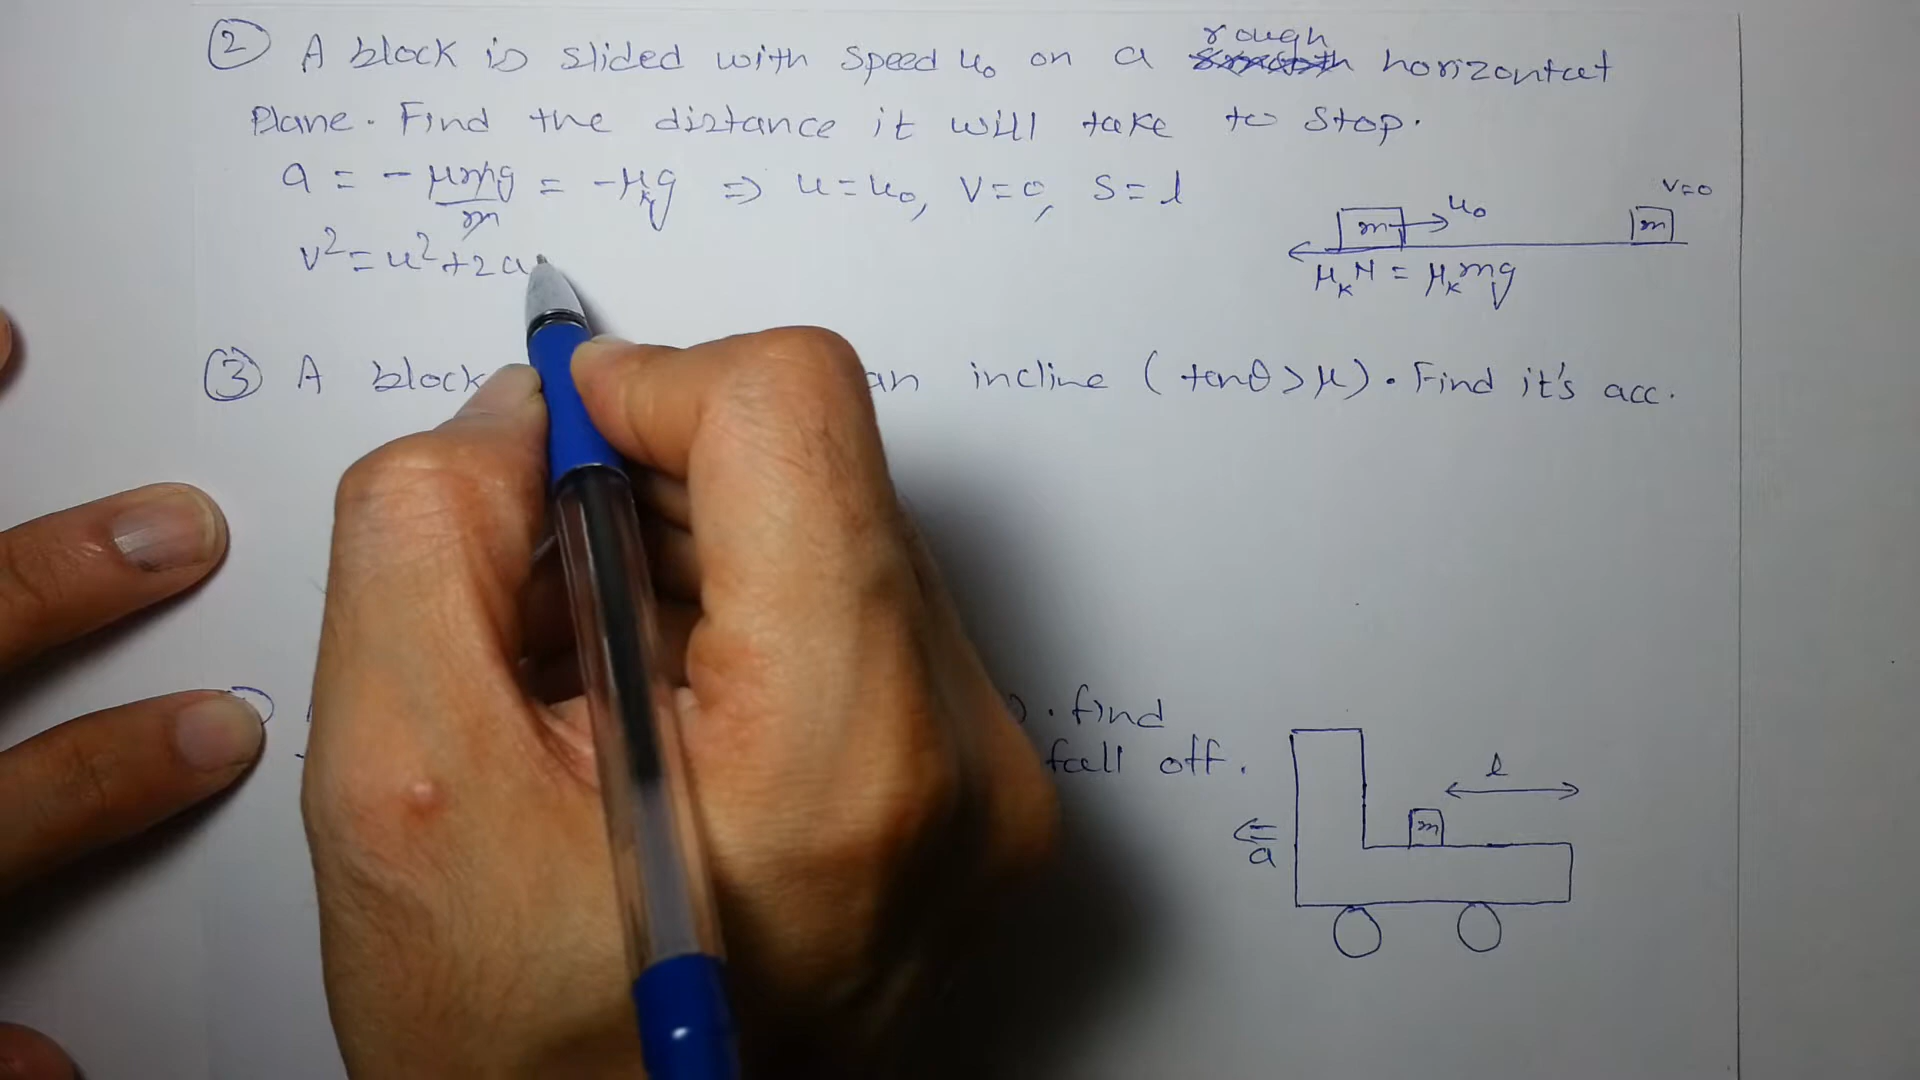 ② A block is slided with speed u₀ on a rough horizontal
Plane. Find the distance it will take to stop.
a = - μmg/m = -μₖg ⇒ u=u₀, V=0, S=l
V=0
m u₀ m
V²=u²+2a
μₖN = μₖmg
③ A block an incline (tanθ>μ). Find it's acc.
. find
fall off.
l
m
a